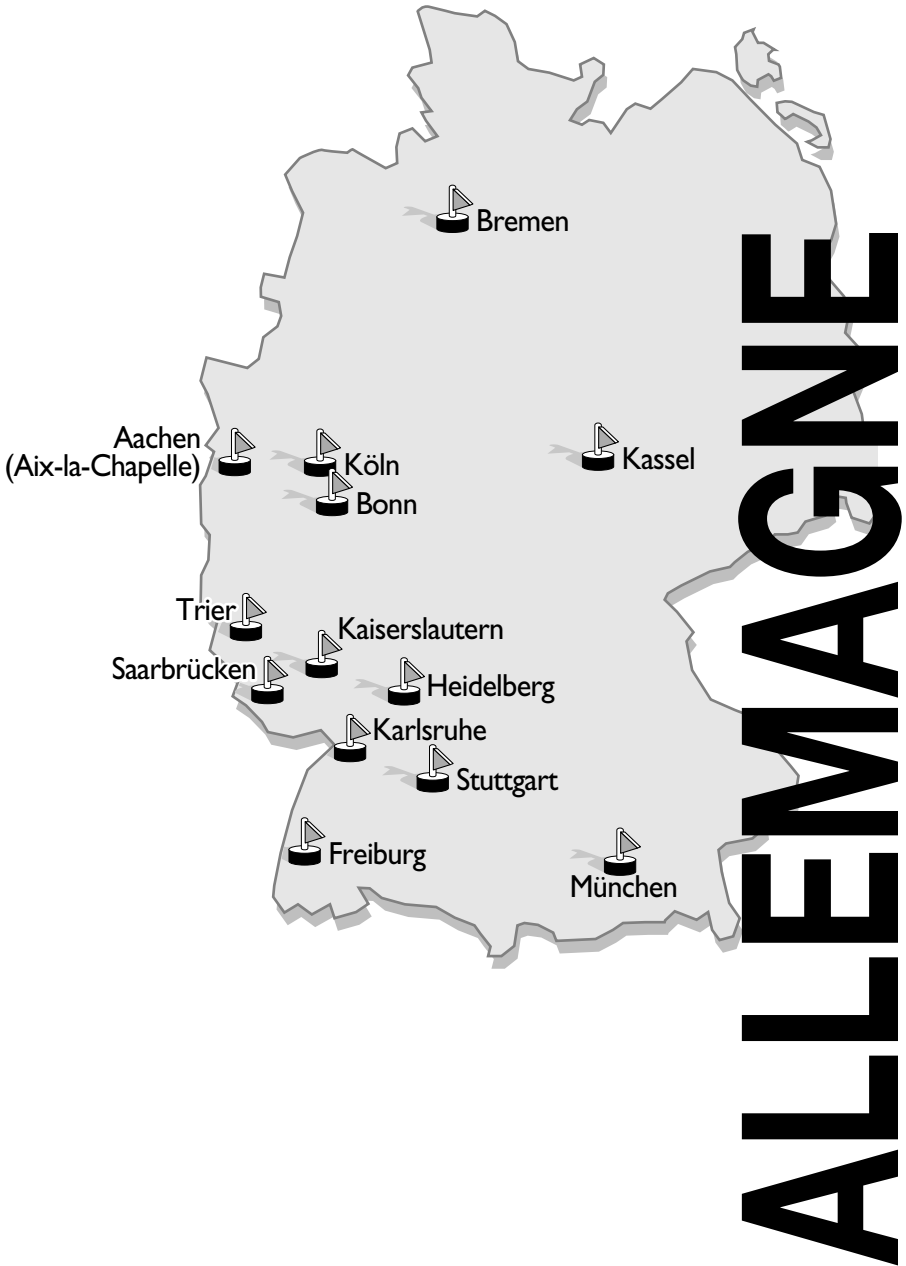 Bremen
Aachen
(Aix-la-Chapelle)
Köln
Kassel
Bonn
Trier
Kaiserslautern
Saarbrücken
Heidelberg
Karlsruhe
Stuttgart
Freiburg
München
ALLEMAGNE